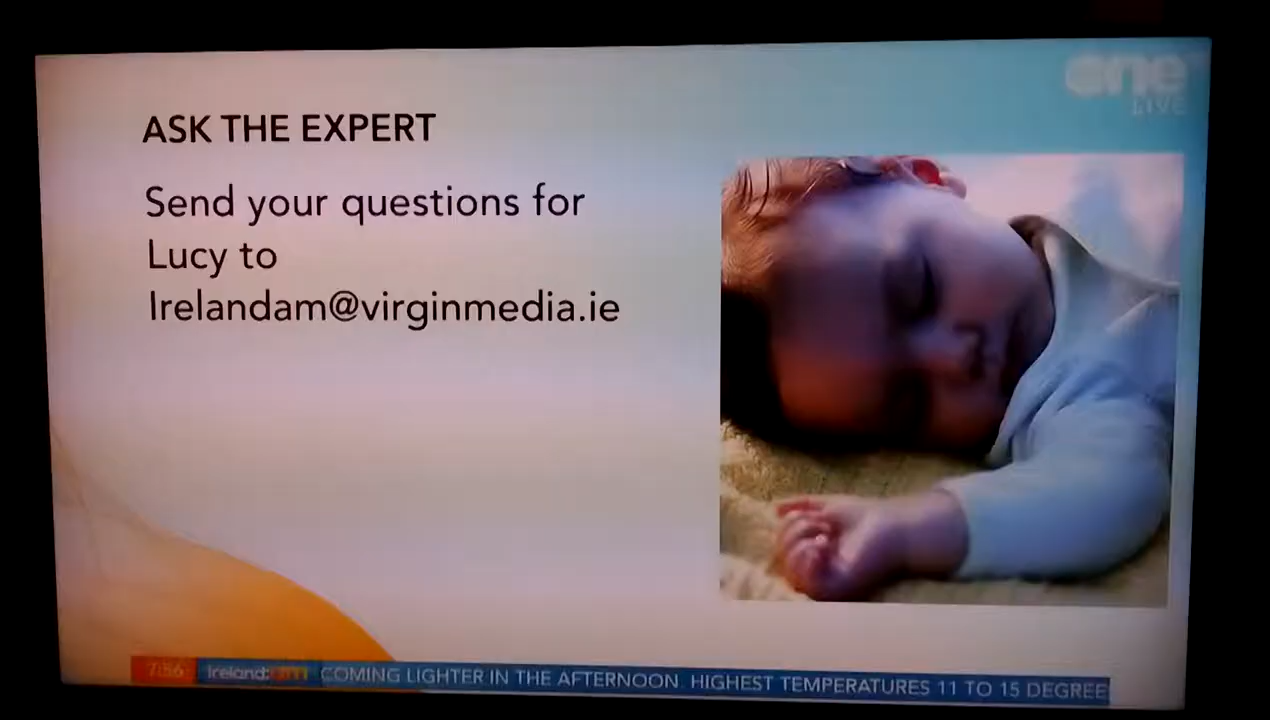 one
LIVE
ASK THE EXPERT
Send your questions for
Lucy to
Irelandam@virginmedia.ie
7:56 Ireland:am COMING LIGHTER IN THE AFTERNOON. HIGHEST TEMPERATURES 11 TO 15 DEGREE